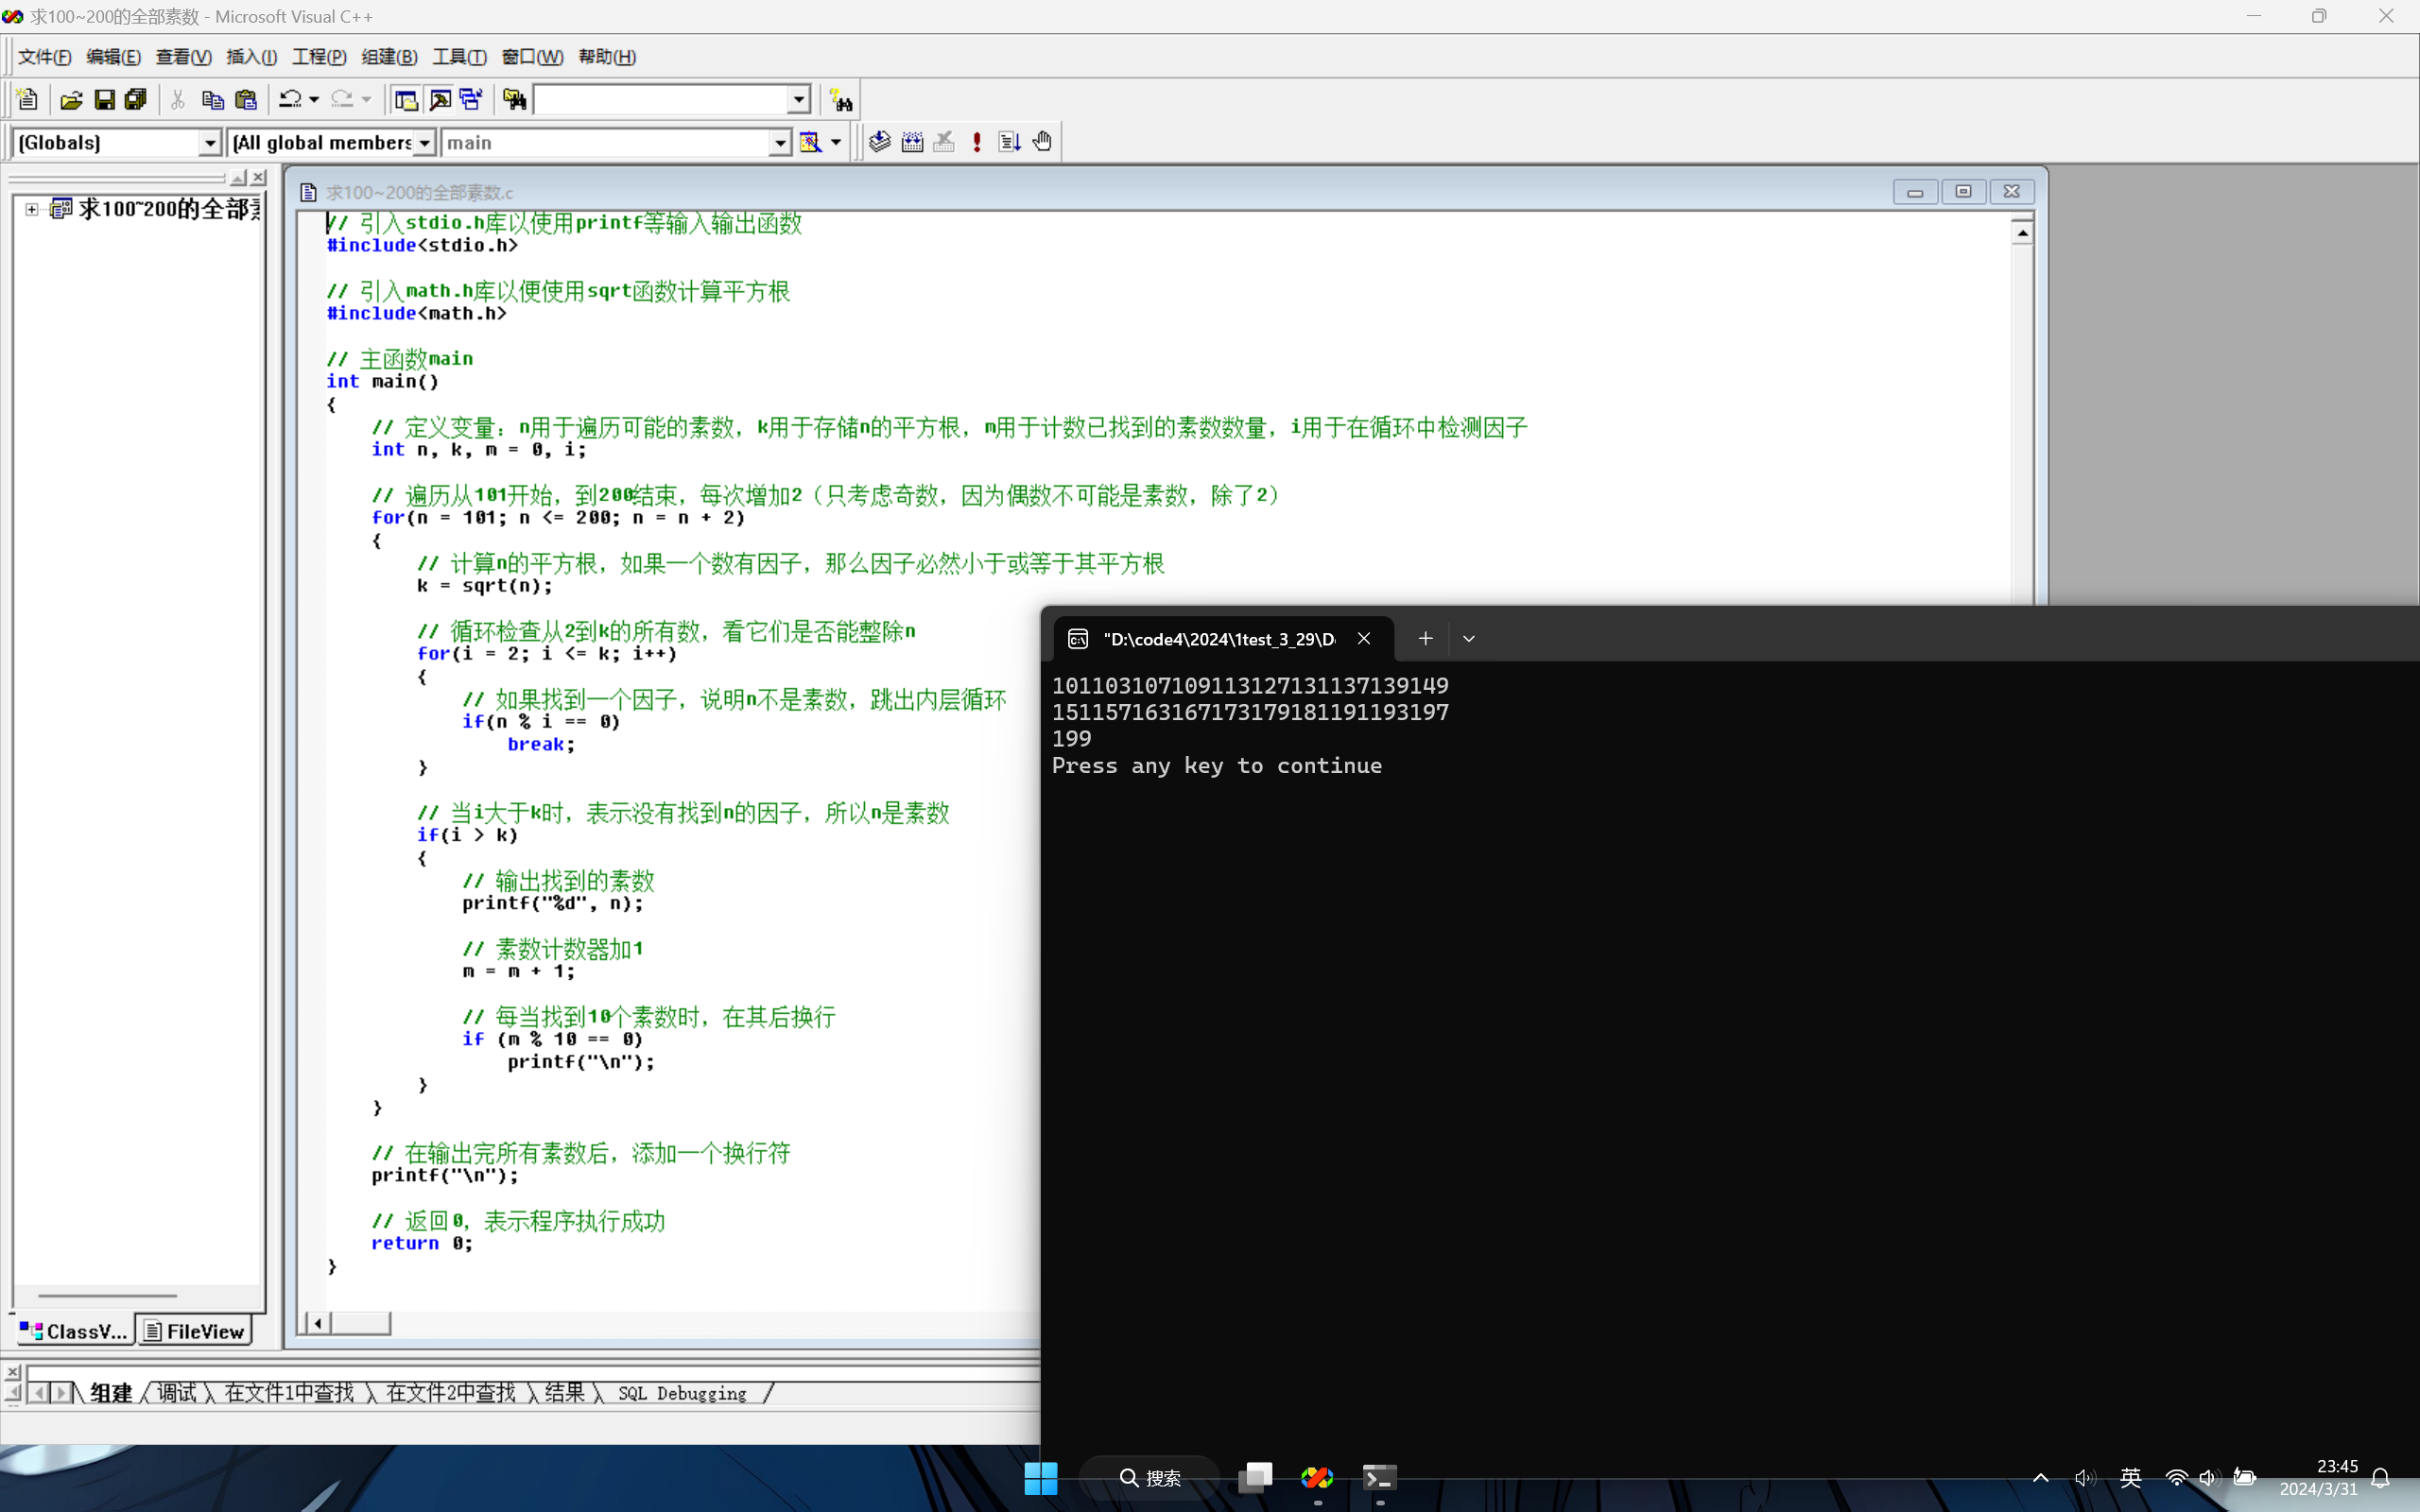 求100~200的全部素数 - Microsoft Visual C++
文件(F) 编辑(E) 查看(V) 插入(I) 工程(P) 组建(B) 工具(T) 窗口(W) 帮助(H)
(Globals) (All global members main
求100~200的全部
求100~200的全部素数.c
// 引入stdio.h库以使用printf等输入输出函数
#include<stdio.h>
// 引入math.h库以便使用sqrt函数计算平方根
#include<math.h>
// 主函数main
int main()
{
// 定义变量：n用于遍历可能的素数，k用于存储n的平方根，m用于计数已找到的素数数量，i用于在循环中检测因子
int n, k, m = 0, i;
// 遍历从101开始，到200结束，每次增加2（只考虑奇数，因为偶数不可能是素数，除了2）
for(n = 101; n <= 200; n = n + 2)
{
// 计算n的平方根，如果一个数有因子，那么因子必然小于或等于其平方根
k = sqrt(n);
// 循环检查从2到k的所有数，看它们是否能整除n
for(i = 2; i <= k; i++)
{
// 如果找到一个因子，说明n不是素数，跳出内层循环
if(n % i == 0)
break;
}
// 当i大于k时，表示没有找到n的因子，所以n是素数
if(i > k)
{
// 输出找到的素数
printf("%d", n);
// 素数计数器加1
m = m + 1;
// 每当找到10个素数时，在其后换行
if (m % 10 == 0)
printf("\n");
}
}
// 在输出完所有素数后，添加一个换行符
printf("\n");
// 返回0，表示程序执行成功
return 0;
}
ClassV... FileView
组建 调试 在文件1中查找 在文件2中查找 结果 SQL Debugging
"D:\code4\2024\1test_3_29\D
101103107109113127131137139149
151157163167173179181191193197
199
Press any key to continue
搜索
英
23:45
2024/3/31